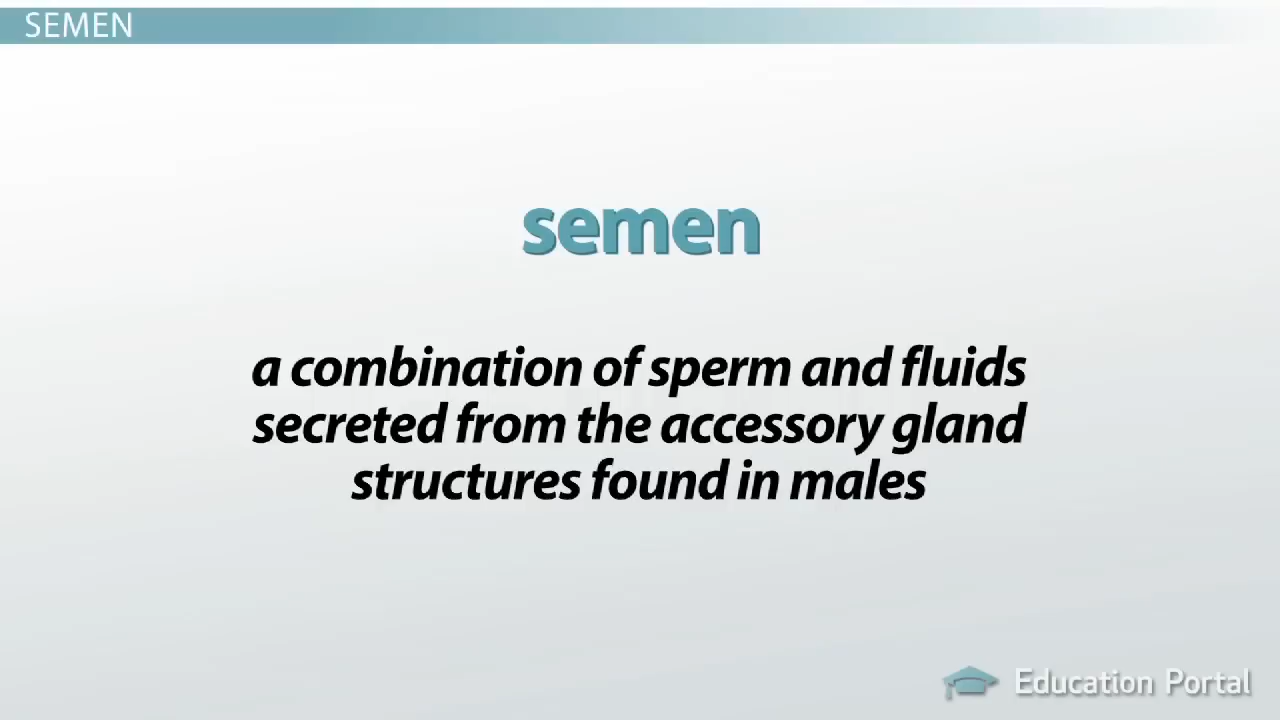 SEMEN
semen
a combination of sperm and fluids
secreted from the accessory gland
structures found in males
Education Portal